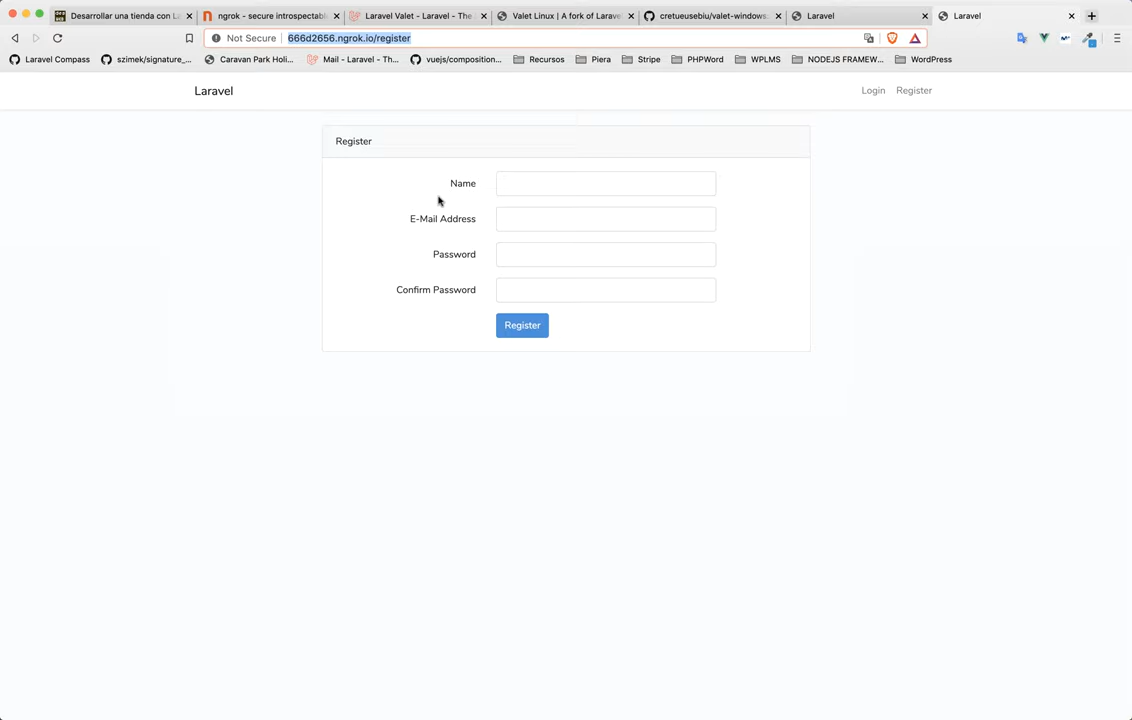 Desarrollar una tienda con La
ngrok - secure introspectabl
Laravel Valet - Laravel - The
Valet Linux | A fork of Larave
cretueusebiu/valet-windows:
Laravel
Laravel
Not Secure
666d2656.ngrok.io/register
Laravel Compass
szimek/signature_...
Caravan Park Holi...
Mail - Laravel - Th...
vuejs/composition...
Recursos
Piera
Stripe
PHPWord
WPLMS
NODEJS FRAMEW...
WordPress
Laravel
Login
Register
Register
Name
E-Mail Address
Password
Confirm Password
Register